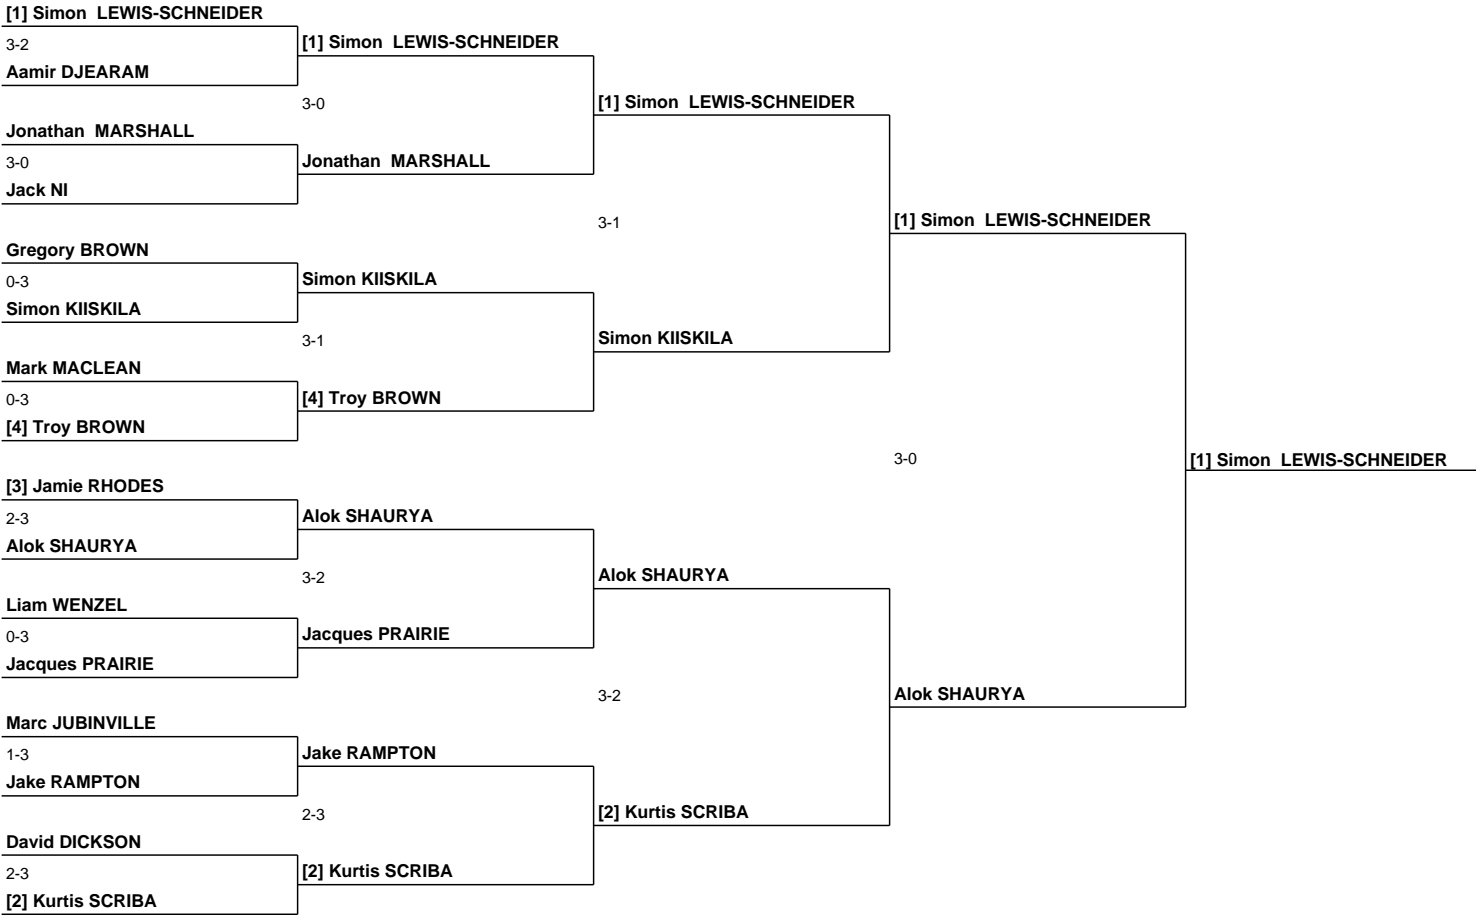 [1] Simon  LEWIS-SCHNEIDER
3-2
Aamir DJEARAM
Jonathan  MARSHALL
3-0
Jack NI
Gregory BROWN
0-3
Simon KIISKILA
Mark MACLEAN
0-3
[4] Troy BROWN
[3] Jamie RHODES
2-3
Alok SHAURYA
Liam WENZEL
0-3
Jacques PRAIRIE
Marc JUBINVILLE
1-3
Jake RAMPTON
David DICKSON
2-3
[2] Kurtis SCRIBA
[1] Simon  LEWIS-SCHNEIDER
3-0
Jonathan  MARSHALL
Simon KIISKILA
3-1
[4] Troy BROWN
Alok SHAURYA
3-2
Jacques PRAIRIE
Jake RAMPTON
2-3
[2] Kurtis SCRIBA
[1] Simon  LEWIS-SCHNEIDER
3-1
Simon KIISKILA
Alok SHAURYA
3-2
[2] Kurtis SCRIBA
[1] Simon  LEWIS-SCHNEIDER
3-0
Alok SHAURYA
[1] Simon  LEWIS-SCHNEIDER